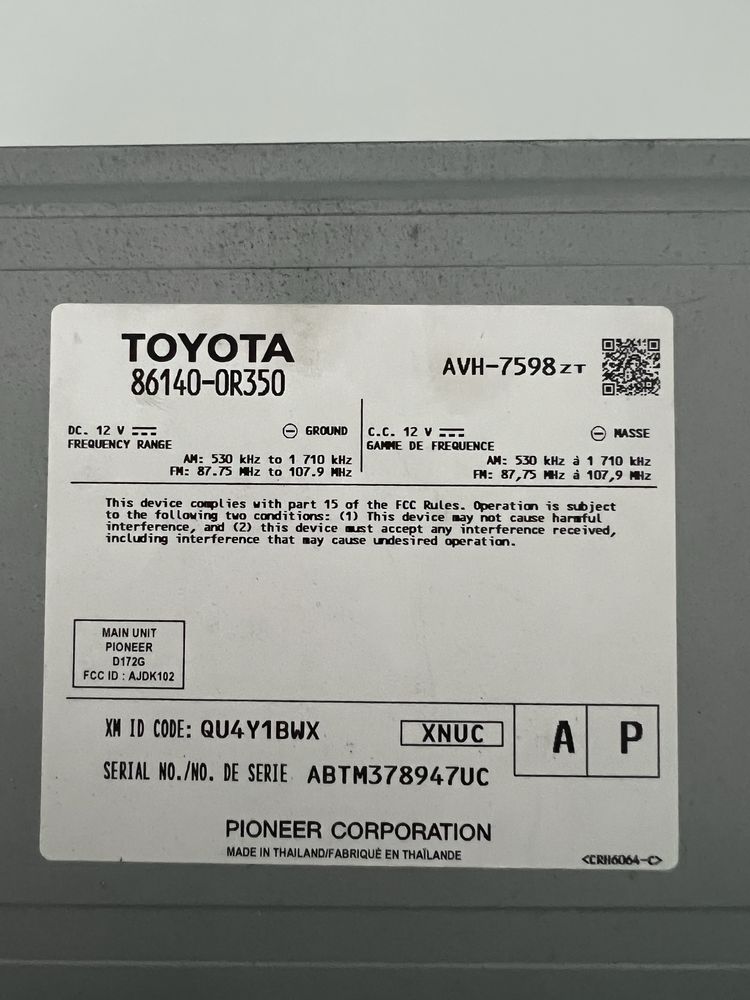 TOYOTA
86140-0R350
AVH-7598ZT
DC. 12 V
GROUND
FREQUENCY RANGE
AM: 530 kHz to 1 710 kHz
FM: 87.75 MHz to 107.9 MHz
C.C. 12 V
MASSE
GAMME DE FREQUENCE
AM: 530 kHz à 1 710 kHz
FM: 87,75 MHz à 107,9 MHz
This device complies with part 15 of the FCC Rules. Operation is subject
to the following two conditions: (1) This device may not cause harmful
interference, and (2) this device must accept any interference received,
including interference that may cause undesired operation.
MAIN UNIT
PIONEER
D172G
FCC ID : AJDK102
XM ID CODE: QU4Y1BWX
XNUC
A P
SERIAL NO./NO. DE SERIE ABTM378947UC
PIONEER CORPORATION
MADE IN THAILAND/FABRIQUÉ EN THAÏLANDE
<CRH6064-C>